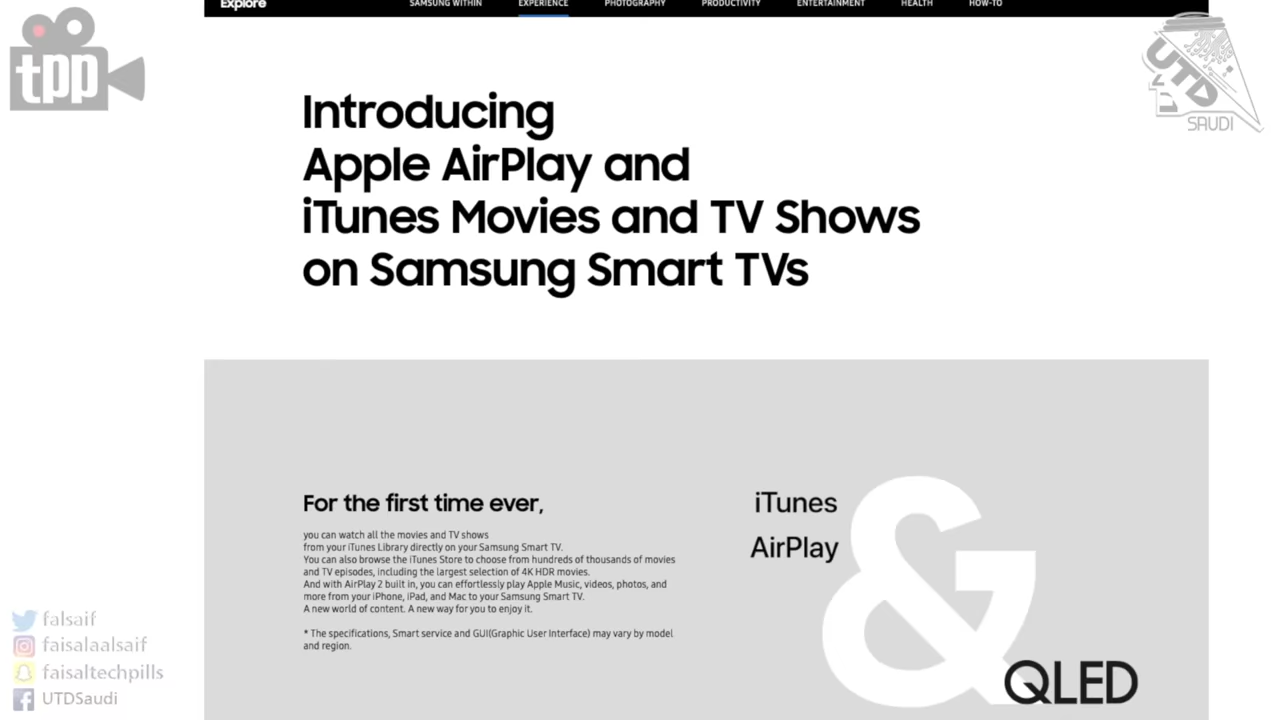 Explore
SAMSUNG WITHIN
EXPERIENCE
PHOTOGRAPHY
PRODUCTIVITY
ENTERTAINMENT
HEALTH
HOW-TO
tpp
UTD
SAUDI
Introducing
Apple AirPlay and
iTunes Movies and TV Shows
on Samsung Smart TVs
For the first time ever,
you can watch all the movies and TV shows
from your iTunes Library directly on your Samsung Smart TV.
You can also browse the iTunes Store to choose from hundreds of thousands of movies
and TV episodes, including the largest selection of 4K HDR movies.
And with AirPlay 2 built in, you can effortlessly play Apple Music, videos, photos, and
more from your iPhone, iPad, and Mac to your Samsung Smart TV.
A new world of content. A new way for you to enjoy it.
* The specifications, Smart service and GUI(Graphic User Interface) may vary by model
and region.
iTunes
AirPlay
&
QLED
falsaif
faisalaalsaif
faisaltechpills
UTDSaudi